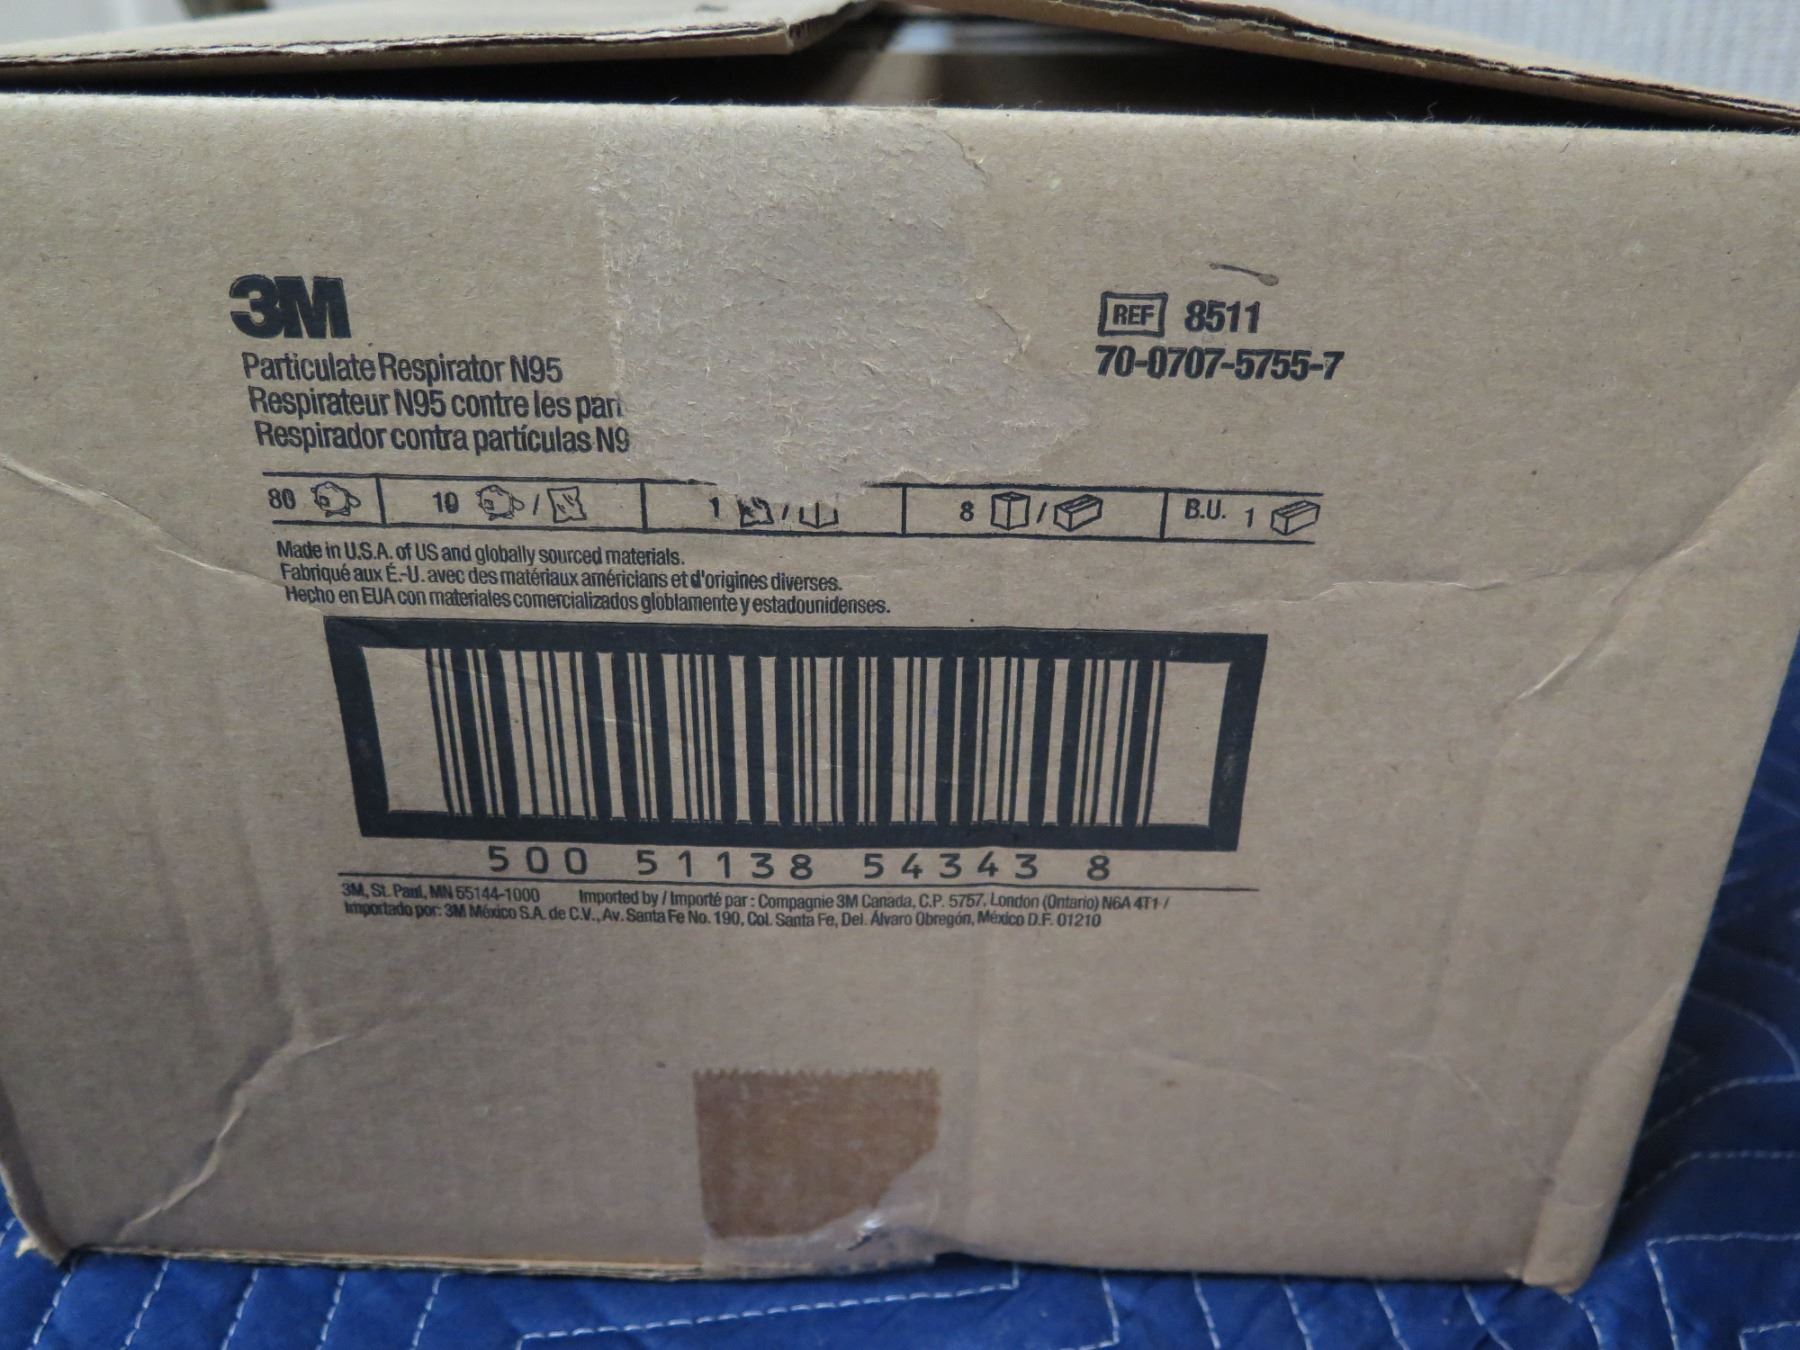 3M
Particulate Respirator N95
Respirateur N95 contre les
Respirador contra partículas
REF 8511
70-0707-5755-7
80 10 / 1 / 8 / B.U. 1
Made in U.S.A. of US and globally sourced materials.
Fabriqué aux É.-U. avec des matériaux américians et d'origines diverses.
Hecho en EUA con materiales comercializados globlamente y estadounidenses.
500 51138 54343 8
3M, St. Paul, MN 55144-1000 Imported by / Importé par : Compagnie 3M Canada, C.P. 5757, London (Ontario) N6A 4T1 /
Importado por: 3M México S.A. de C.V., Av. Santa Fe No. 190, Col. Santa Fe, Del. Álvaro Obregón, México D.F. 01210